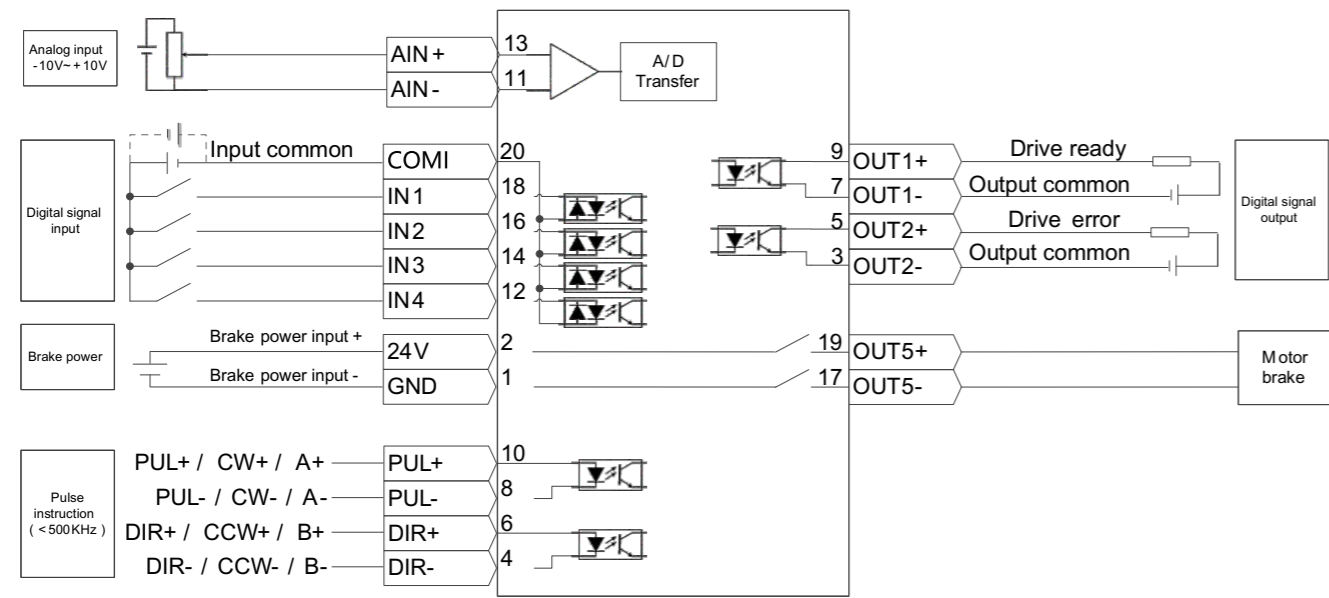 Analog input
-10V~+10V
AIN+
13
AIN-
11
A/D
Transfer
Digital signal
input
Input common
COMI
20
IN1
18
IN2
16
IN3
14
IN4
12
9
OUT1+
Drive ready
7
OUT1-
Output common
5
OUT2+
Drive error
3
OUT2-
Output common
Digital signal
output
Brake power
Brake power input +
24V
2
Brake power input -
GND
1
19
OUT5+
17
OUT5-
Motor
brake
Pulse
instruction
( <500KHz )
PUL+ / CW+ / A+
PUL+
10
PUL- / CW- / A-
PUL-
8
DIR+ / CCW+ / B+
DIR+
6
DIR- / CCW- / B-
DIR-
4